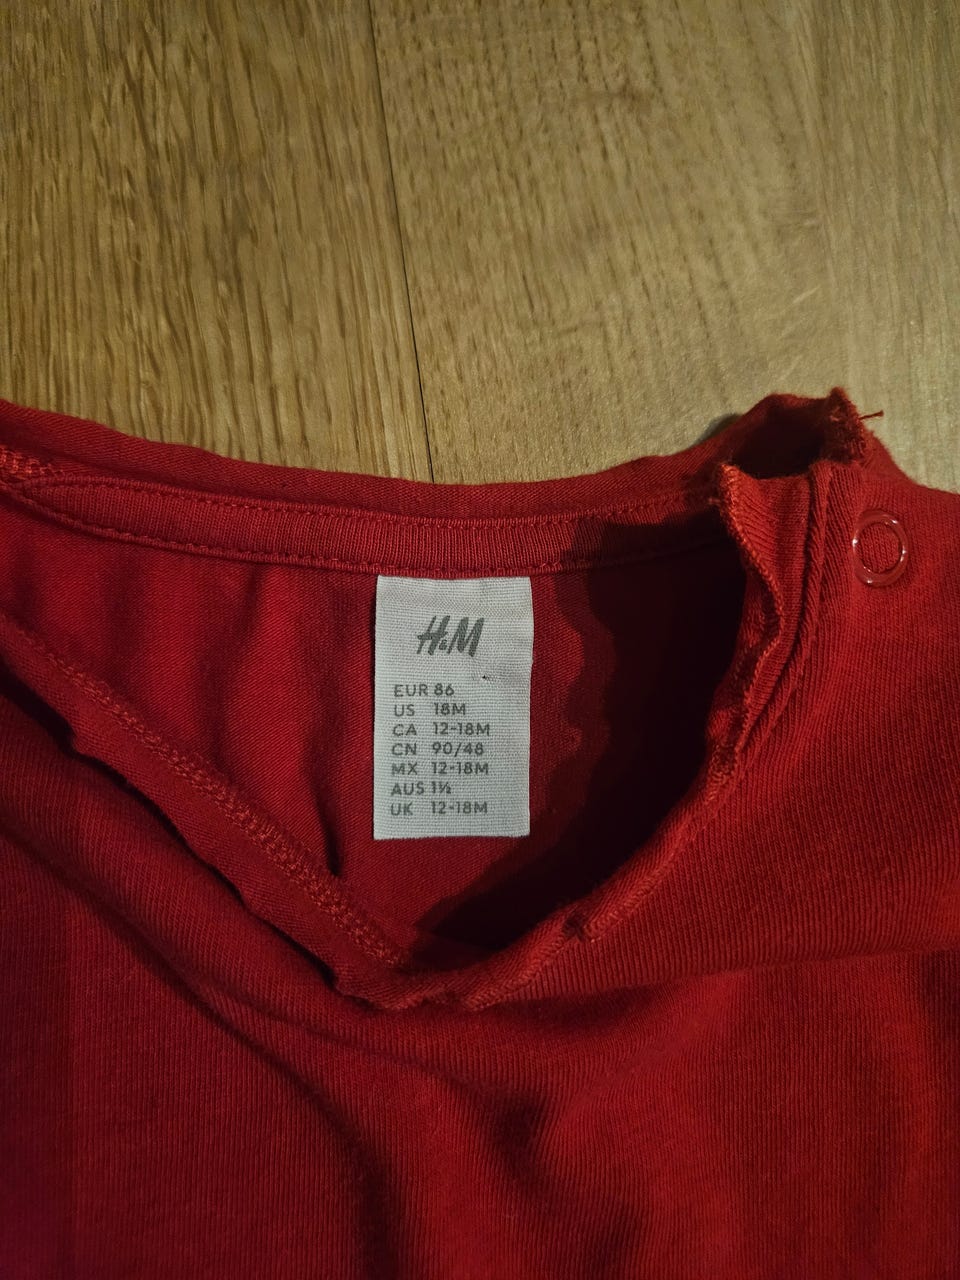 H&M
EUR 86
US 18M
CA 12-18M
CN 90/48
MX 12-18M
AUS 1½
UK 12-18M